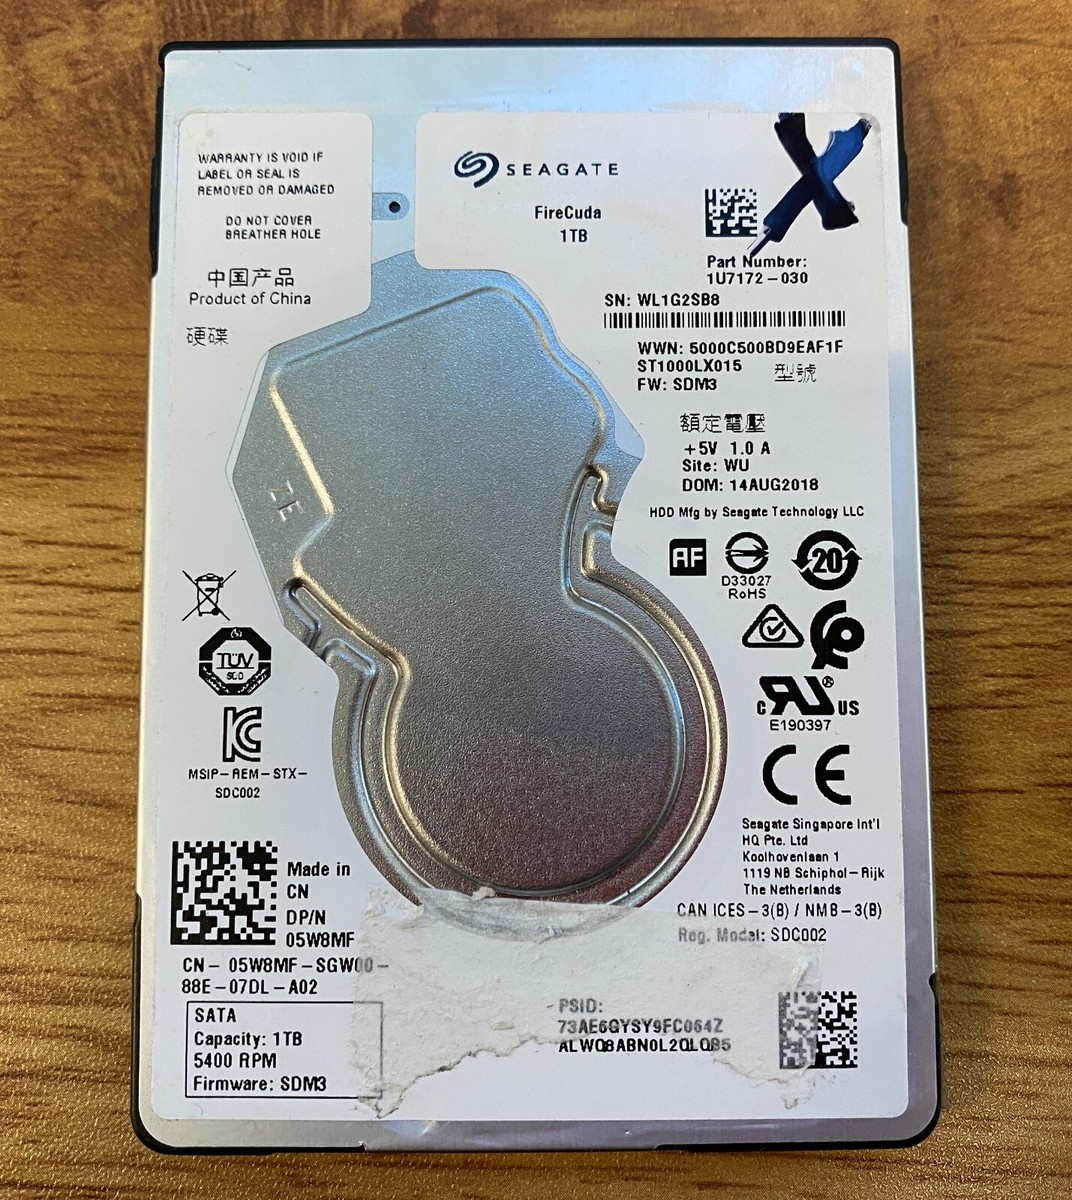 WARRANTY IS VOID IF
LABEL OR SEAL IS
REMOVED OR DAMAGED
DO NOT COVER
BREATHER HOLE
中国产品
Product of China
硬碟
SEAGATE
FireCuda
1TB
X
Part Number:
1U7172-030
SN: WL1G2SB8
WWN: 5000C500BD9EAF1F
ST1000LX015 型號
FW: SDM3
額定電壓
+5V 1.0 A
Site: WU
DOM: 14AUG2018
HDD Mfg by Seagate Technology LLC
AF
D33027
RoHS
20
ZE
TÜV
SÜD
MSIP-REM-STX-
SDC002
c RU ® US
E190397
CE
Seagate Singapore Int'l
HQ Pte. Ltd
Koolhovenlaan 1
1119 NB Schiphol-Rijk
The Netherlands
CAN ICES-3(B) / NMB-3(B)
Reg. Model: SDC002
Made in
CN
DP/N
05W8MF
CN- 05W8MF-SGW00-
88E-07DL-A02
SATA
Capacity: 1TB
5400 RPM
Firmware: SDM3
PSID: